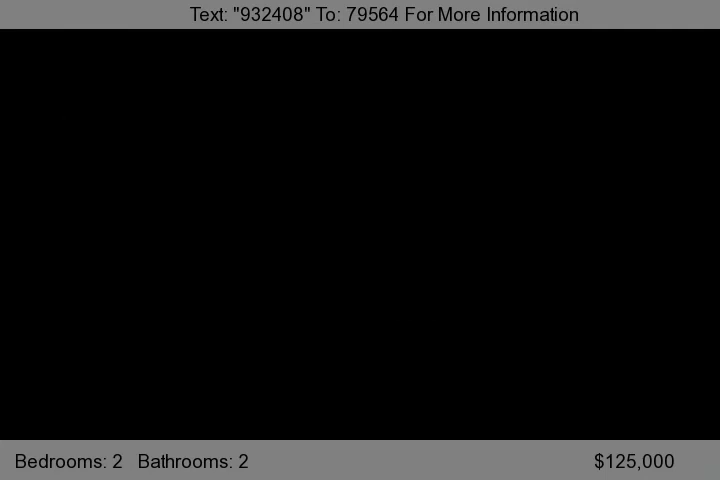 Text: "932408" To: 79564 For More Information
Bedrooms: 2 Bathrooms: 2 $125,000